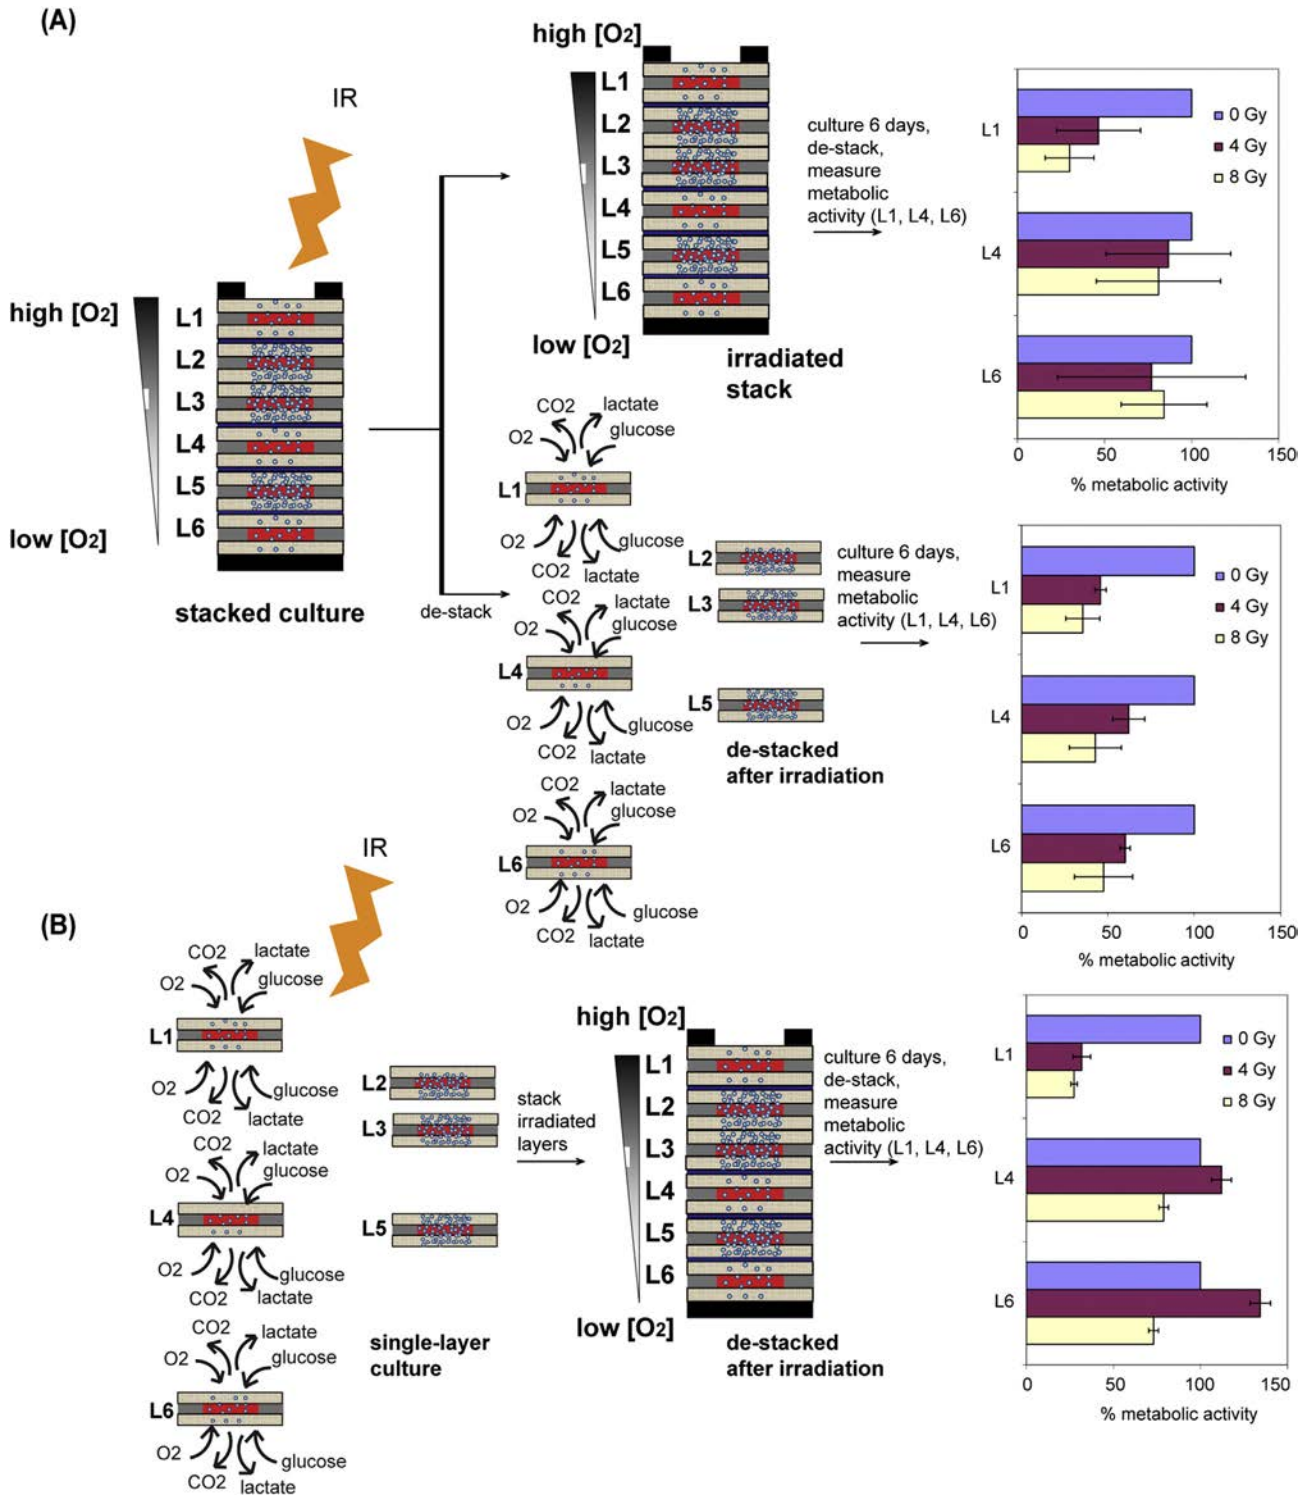 (A)
IR
high [O2]
L1
L2
L3
L4
L5
L6
low [O2]
stacked culture
de-stack
high [O2]
L1
L2
L3
L4
L5
L6
low [O2]
irradiated
stack
culture 6 days,
de-stack,
measure
metabolic
activity (L1, L4, L6)
L1
L4
L6
0 Gy
4 Gy
8 Gy
0
50
100
150
% metabolic activity
CO2
lactate
O2
glucose
L1
O2
glucose
CO2
lactate
CO2
lactate
O2
glucose
L4
O2
glucose
CO2
lactate
CO2
lactate
O2
glucose
L6
O2
glucose
CO2
lactate
L2
L3
L5
de-stacked
after irradiation
culture 6 days,
measure
metabolic
activity (L1, L4, L6)
L1
L4
L6
0 Gy
4 Gy
8 Gy
0
50
100
150
% metabolic activity
(B)
IR
CO2
lactate
O2
glucose
L1
O2
glucose
CO2
lactate
CO2
lactate
O2
glucose
L4
O2
glucose
CO2
lactate
CO2
lactate
O2
glucose
L6
O2
glucose
CO2
lactate
L2
L3
L5
single-layer
culture
stack
irradiated
layers
high [O2]
L1
L2
L3
L4
L5
L6
low [O2]
de-stacked
after irradiation
culture 6 days,
de-stack,
measure
metabolic
activity (L1, L4, L6)
L1
L4
L6
0 Gy
4 Gy
8 Gy
0
50
100
150
% metabolic activity